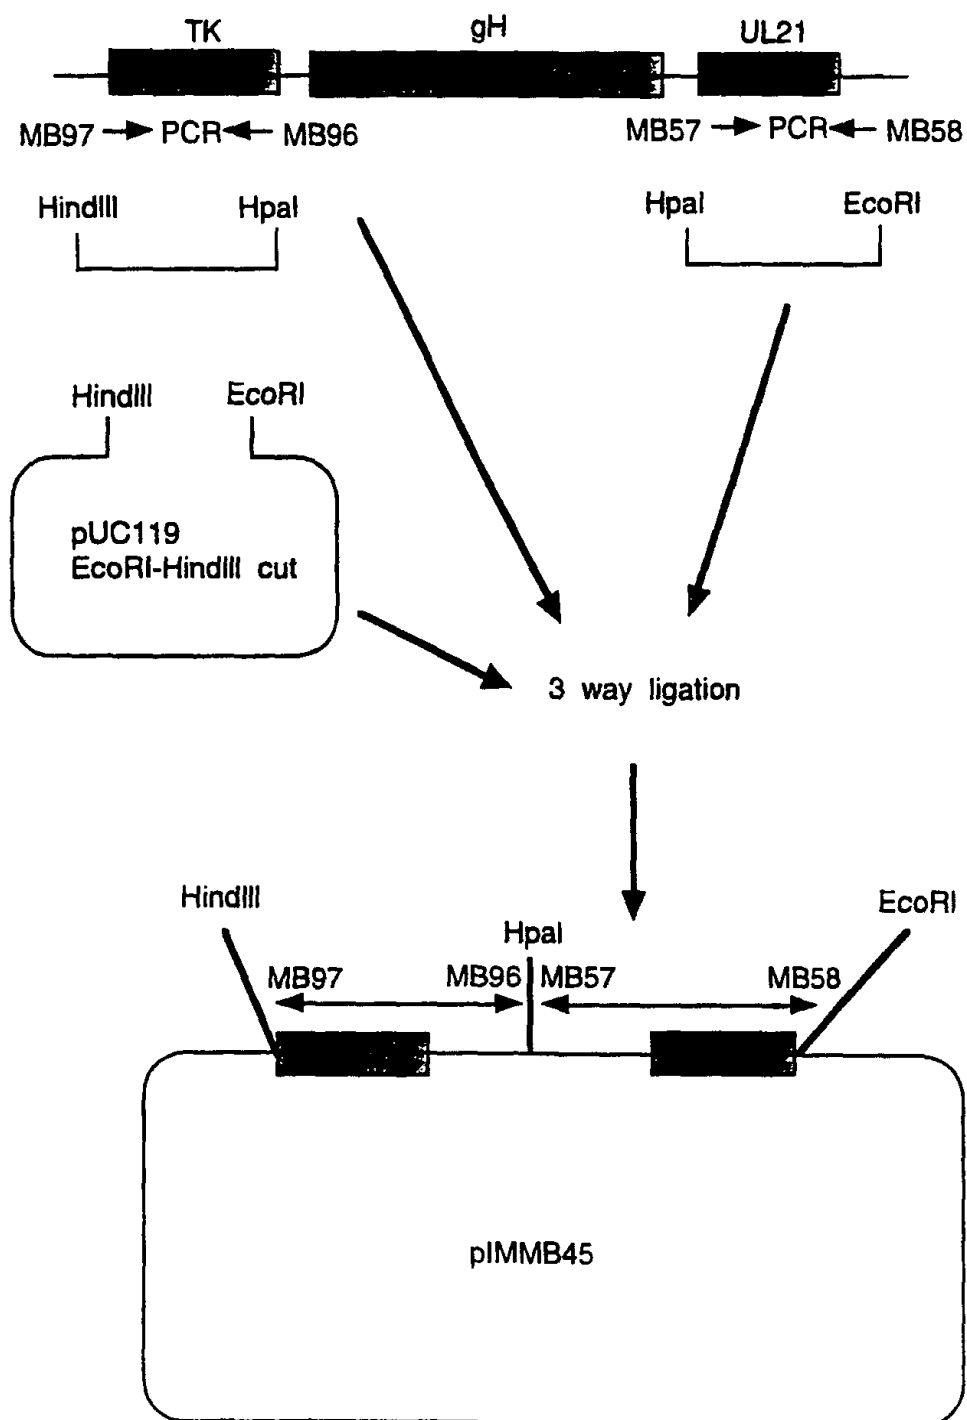 TK gH UL21
MB97 PCR MB96 MB57 PCR MB58
HindIII HpaI HpaI EcoRI
HindIII EcoRI
pUC119
EcoRI-HindIII cut
3 way ligation
HindIII EcoRI
HpaI
MB97 MB96 MB57 MB58
pIMMB45